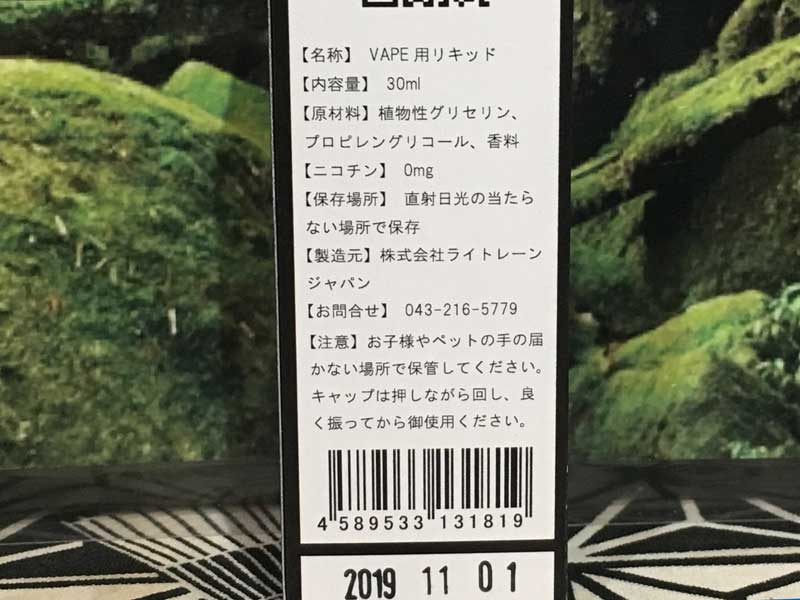 【名称】 VAPE用リキッド
【内容量】 30ml
【原材料】植物性グリセリン、
プロピレングリコール、香料
【ニコチン】 0mg
【保存場所】 直射日光の当たら
ない場所で保存
【製造元】株式会社ライトレーン
ジャパン
【お問合せ】 043-216-5779
【注意】お子様やペットの手の届
かない場所で保管してください。
キャップは押しながら回し、良
く振ってから御使用ください。
4 589533 131819
2019 11 01